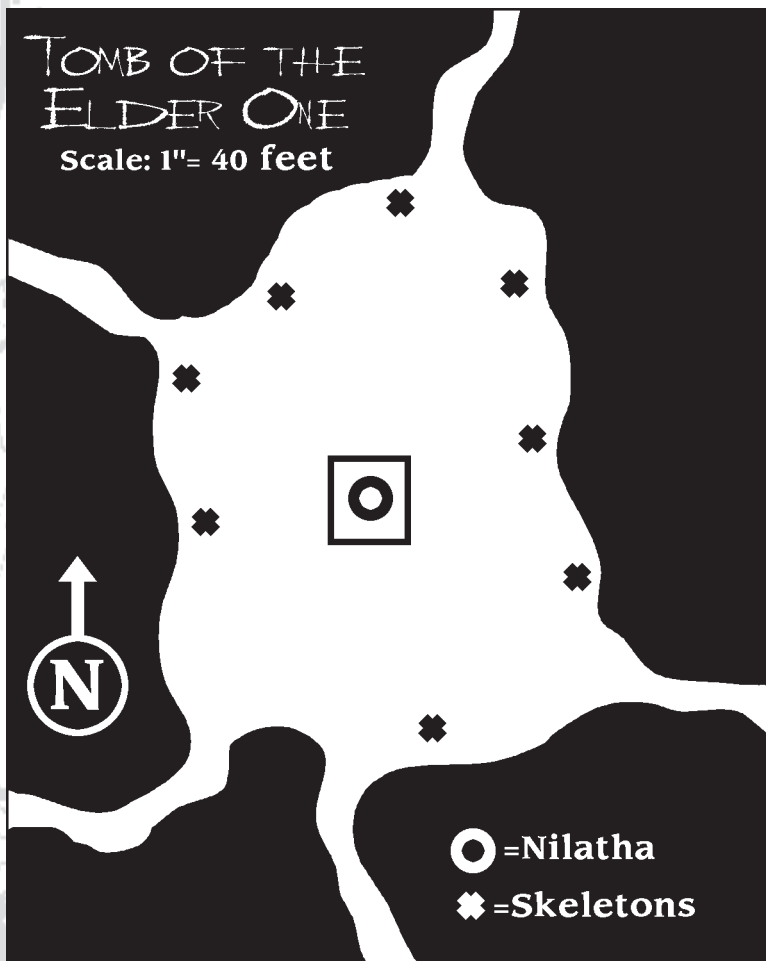 TOMB OF THE
ELDER ONE
Scale: 1"= 40 feet
N
=Nilatha
=Skeletons